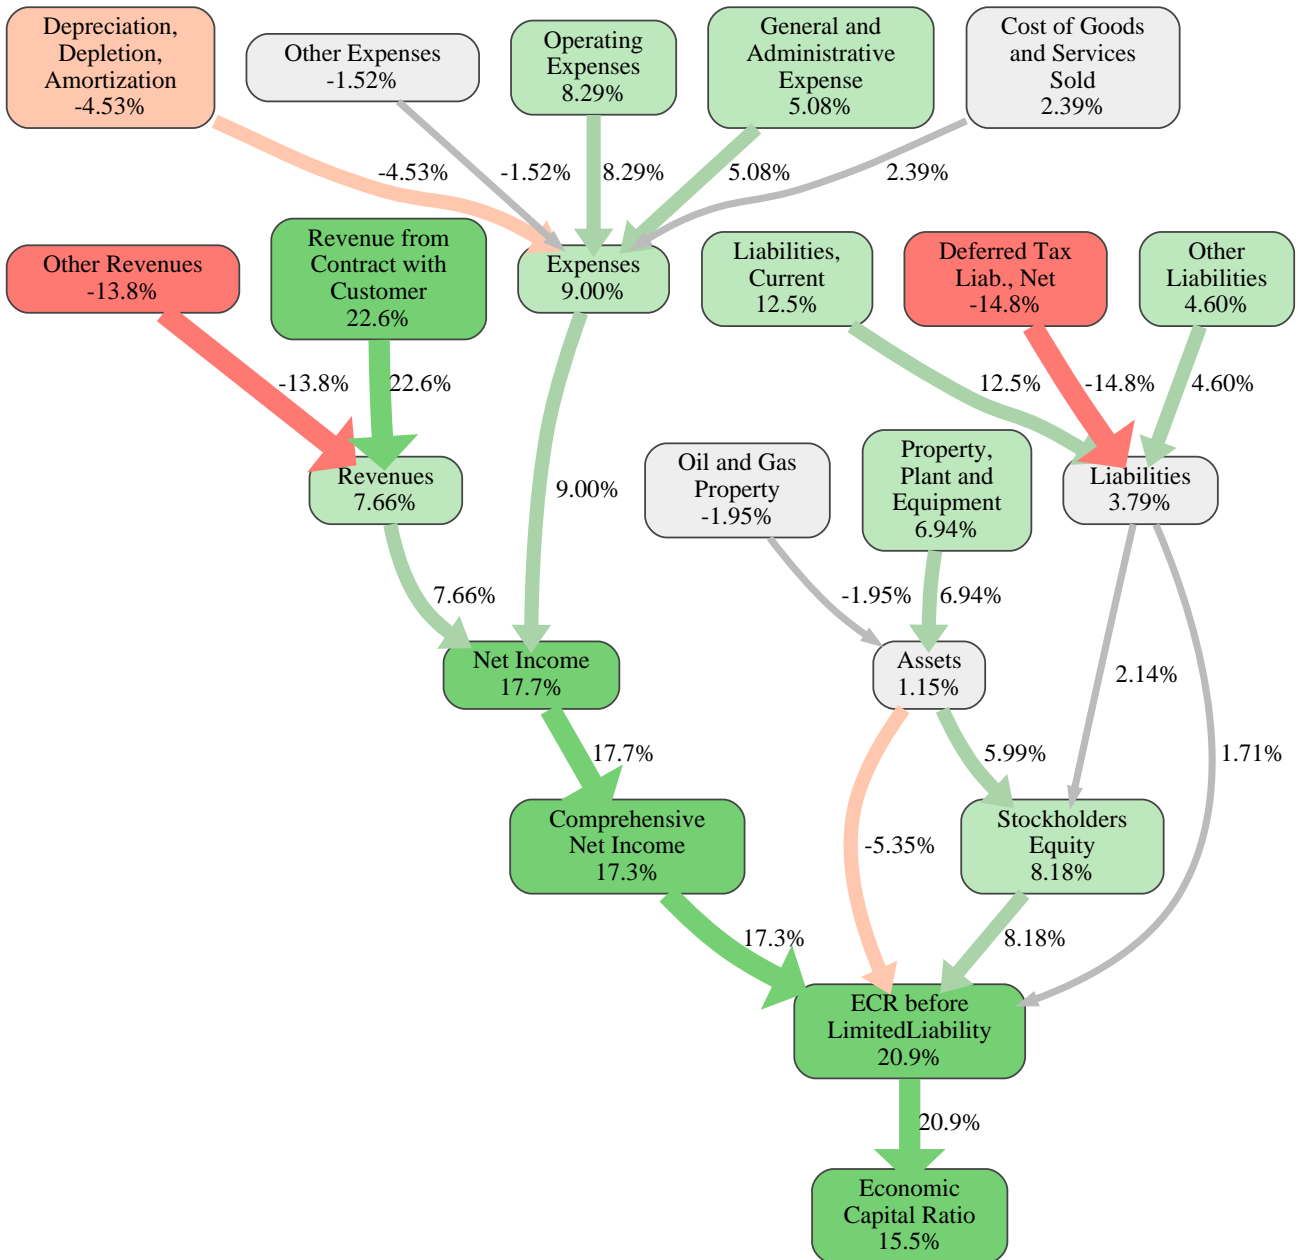 Depreciation,
Depletion,
Amortization
-4.53%
Other Expenses
-1.52%
Operating
Expenses
8.29%
General and
Administrative
Expense
5.08%
Cost of Goods
and Services
Sold
2.39%
-4.53%
-1.52%
8.29%
5.08%
2.39%
Other Revenues
-13.8%
Revenue from
Contract with
Customer
22.6%
Expenses
9.00%
Liabilities,
Current
12.5%
Deferred Tax
Liab., Net
-14.8%
Other
Liabilities
4.60%
-13.8%
22.6%
12.5%
-14.8%
4.60%
Revenues
7.66%
9.00%
Oil and Gas
Property
-1.95%
Property,
Plant and
Equipment
6.94%
Liabilities
3.79%
7.66%
-1.95%
6.94%
Net Income
17.7%
Assets
1.15%
2.14%
17.7%
5.99%
1.71%
Comprehensive
Net Income
17.3%
-5.35%
Stockholders
Equity
8.18%
17.3%
8.18%
ECR before
LimitedLiability
20.9%
20.9%
Economic
Capital Ratio
15.5%